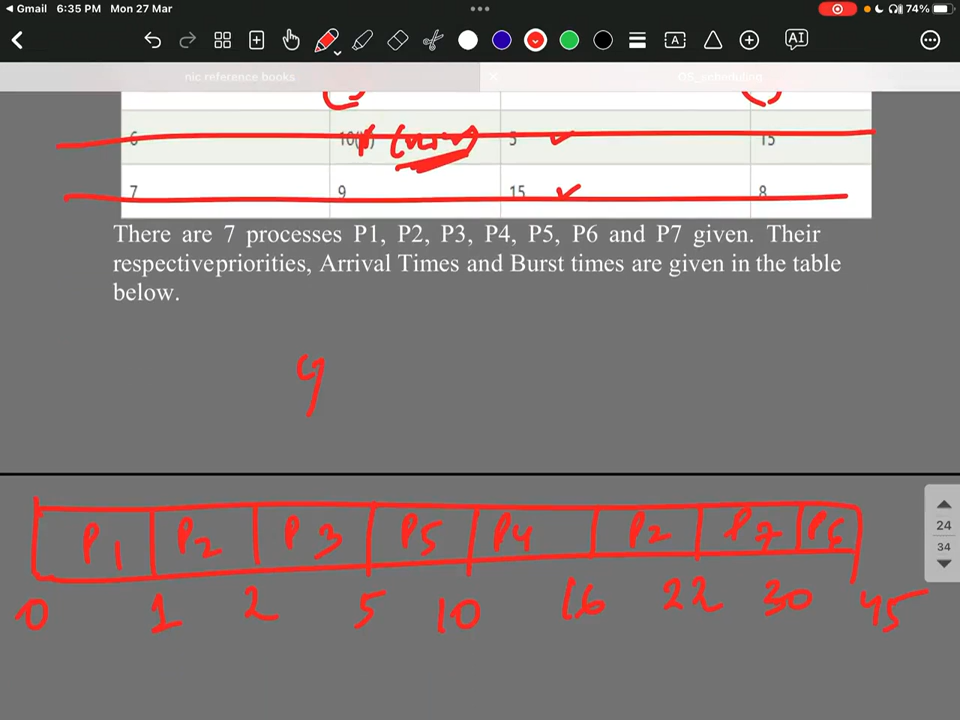 Gmail 6:35 PM Mon 27 Mar 74%
A AI
nic reference books OS_scheduling
6 10( 5 15
7 9 15 8
There are 7 processes P1, P2, P3, P4, P5, P6 and P7 given. Their
respectivepriorities, Arrival Times and Burst times are given in the table
below.
9
P1 P2 P3 P5 P4 P2 P7 P6
0 1 2 5 10 16 22 30 45
24
34